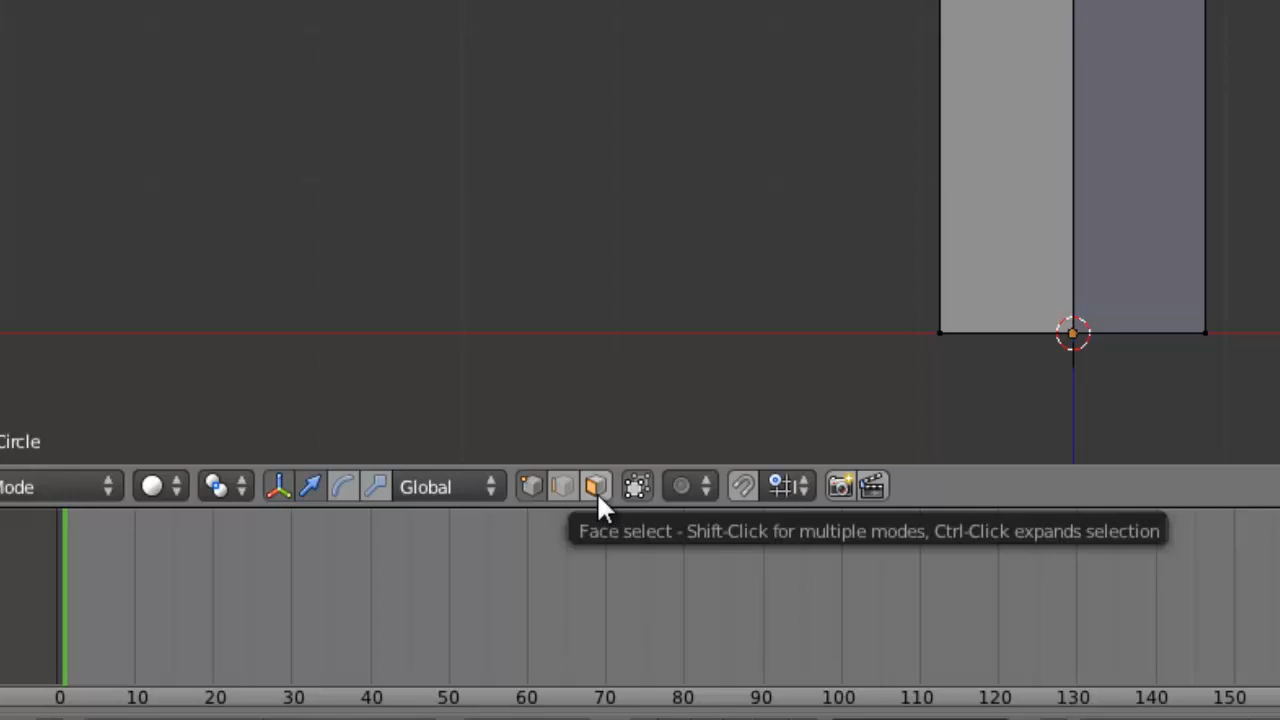 Circle
Mode
Global
Face select - Shift-Click for multiple modes, Ctrl-Click expands selection
0 10 20 30 40 50 60 70 80 90 100 110 120 130 140 150